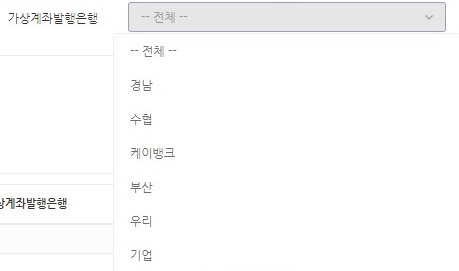 가상계좌발행은행
-- 전체 --
-- 전체 --
경남
수협
케이뱅크
부산
상계좌발행은행
우리
기업